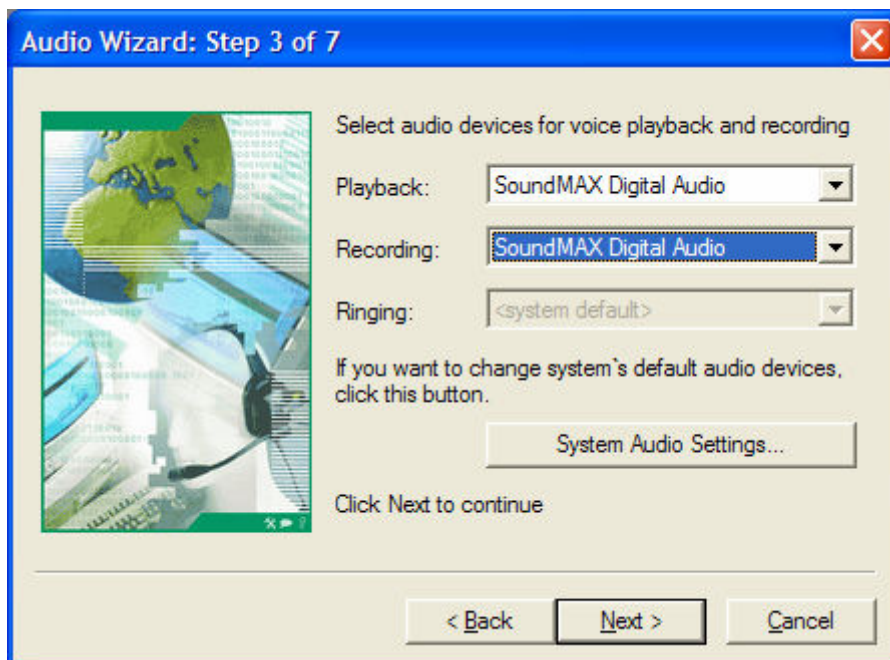 Audio Wizard: Step 3 of 7
Select audio devices for voice playback and recording
Playback: SoundMAX Digital Audio
Recording: SoundMAX Digital Audio
Ringing: <system default>
If you want to change system`s default audio devices,
click this button.
System Audio Settings...
Click Next to continue
< Back Next > Cancel